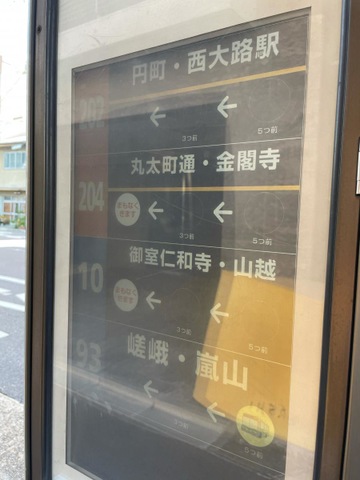 円町・西大路駅
207
← ←
3つ前 5つ前
丸太町通・金閣寺
204
まもなく
きます
← ←
3つ前 5つ前
御室仁和寺・山越
10
まもなく
きます
← ←
3つ前 5つ前
嵯峨・嵐山
93
← ←
3つ前
5つ前